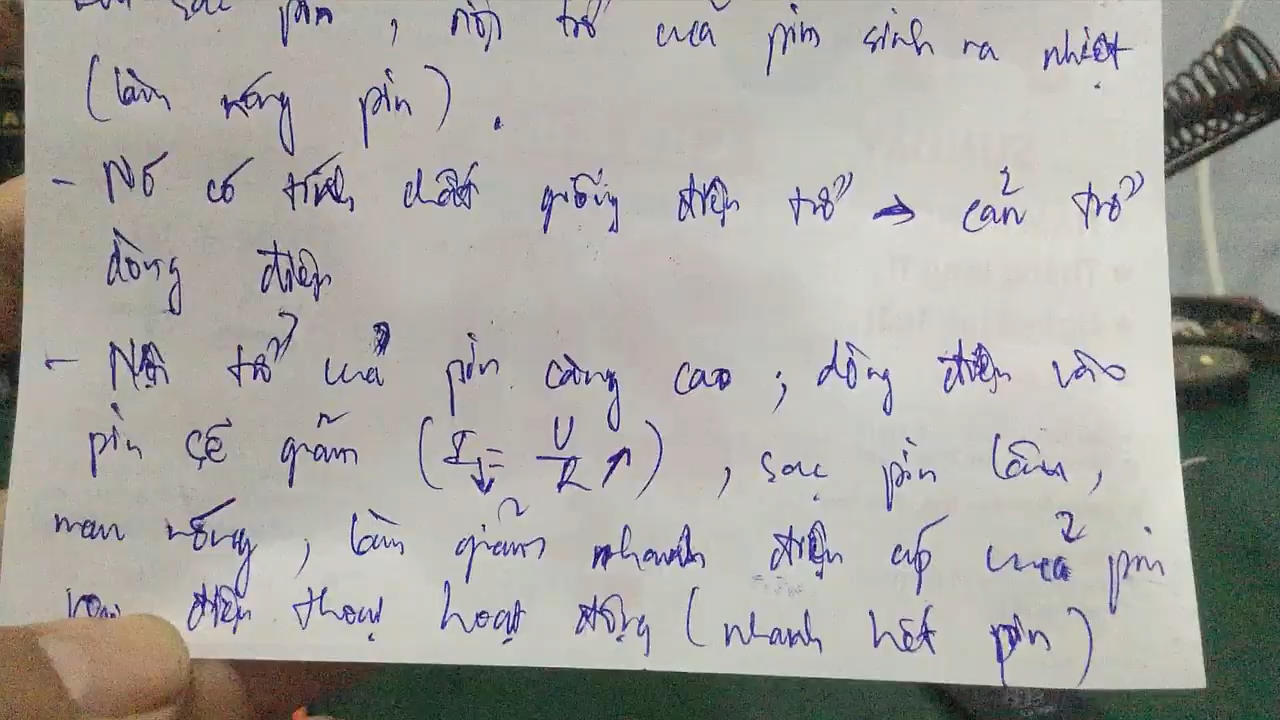 sạc pin, nội trở của pin sinh ra nhiệt
(làm nóng pin).
- Nó có tính chất giống điện trở → cản trở
dòng điện
- Nội trở của pin càng cao, dòng điện vào
pin sẽ giảm (I↓ = U/R↑), sạc pin lâu,
mau nóng, làm giảm nhanh điện áp của pin
điện thoại hoạt động (nhanh hết pin)